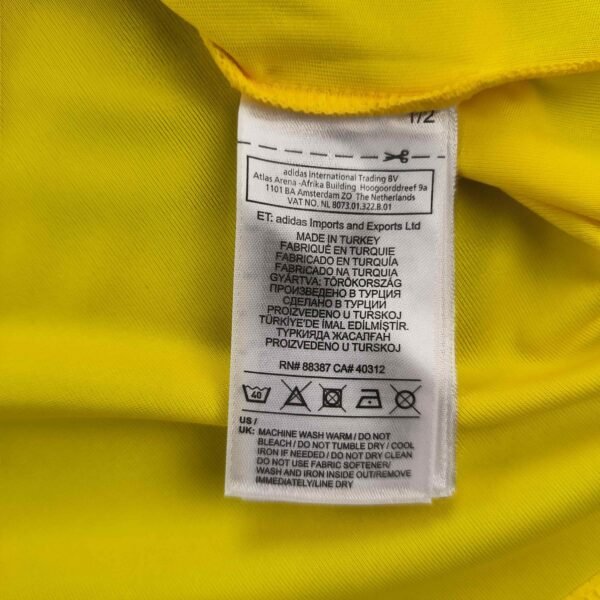 1/2
adidas International Trading BV
Atlas Arena -Afrika Building Hoogoorddreef 9a
1101 BA Amsterdam ZO The Netherlands
VAT NO. NL 8073.01.322.B.01
ET: adidas Imports and Exports Ltd
MADE IN TURKEY
FABRIQUÉ EN TURQUIE
FABRICADO EN TURQUÍA
FABRICADO NA TURQUIA
GYÁRTVA: TÖRÖKORSZÁG
ПРОИЗВЕДЕНО В ТУРЦИЯ
СДЕЛАНО В ТУРЦИИ
PROIZVEDENO U TURSKOJ
TÜRKİYE'DE İMAL EDİLMİŞTİR.
ТҮРКИЯДА ЖАСАЛҒАН
PROIZVEDENO U TURSKOJ
RN# 88387 CA# 40312
40
US /
UK: MACHINE WASH WARM / DO NOT
BLEACH / DO NOT TUMBLE DRY / COOL
IRON IF NEEDED / DO NOT DRY CLEAN
DO NOT USE FABRIC SOFTENER/
WASH AND IRON INSIDE OUT/REMOVE
IMMEDIATELY/LINE DRY